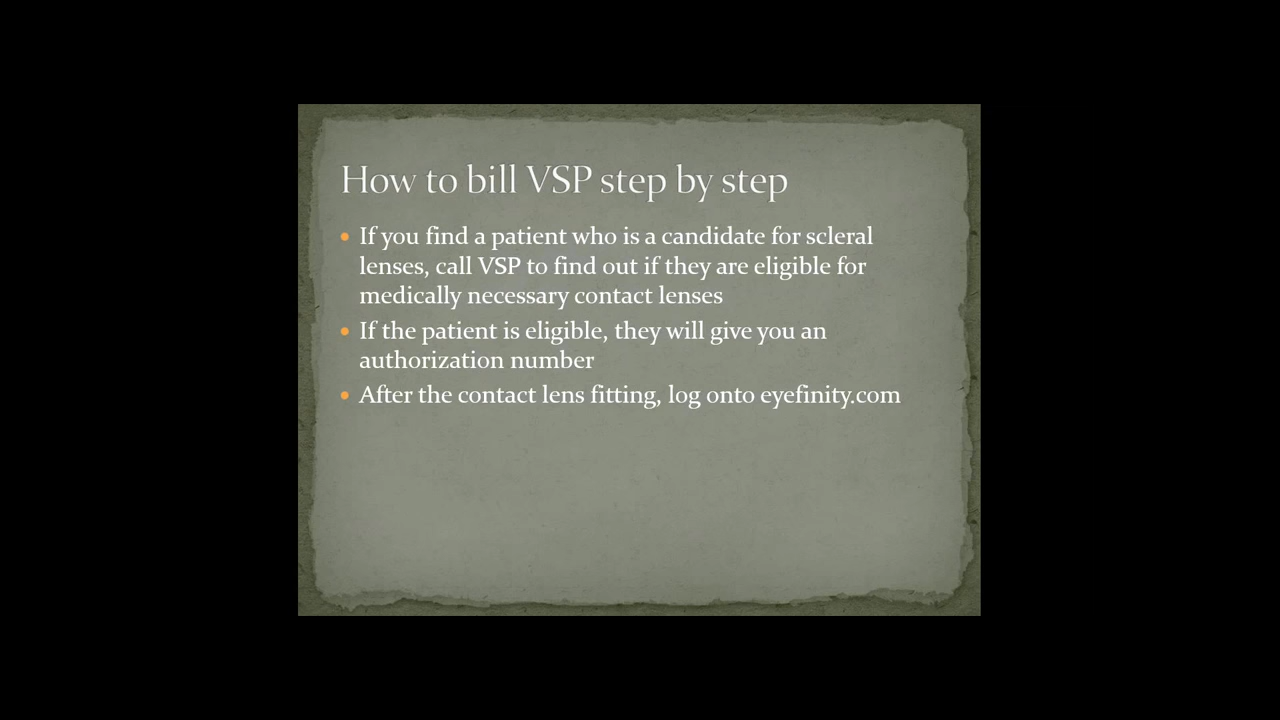 How to bill VSP step by step
• If you find a patient who is a candidate for scleral
lenses, call VSP to find out if they are eligible for
medically necessary contact lenses
• If the patient is eligible, they will give you an
authorization number
• After the contact lens fitting, log onto eyefinity.com